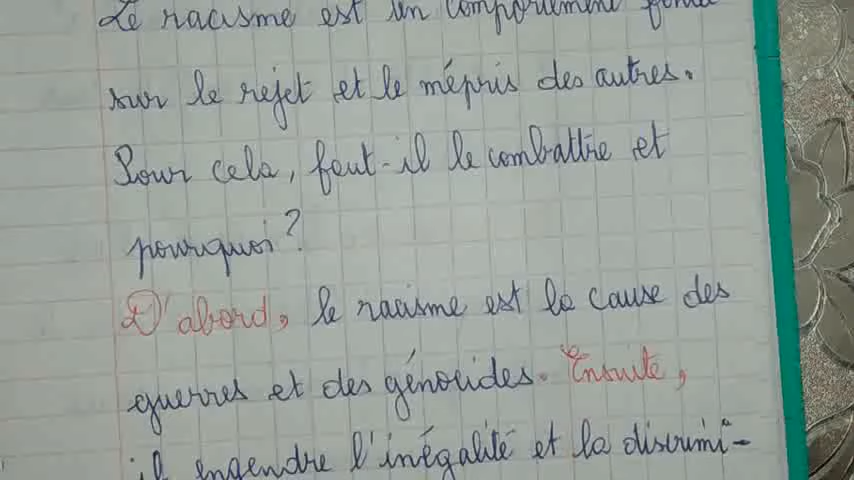 Le racisme est un comportement fondé
sur le rejet et le mépris des autres.
Pour cela, faut-il le combattre et
pourquoi?
D'abord, le racisme est la cause des
guerres et des génocides. Ensuite,
il engendre l'inégalité et la discrimi-